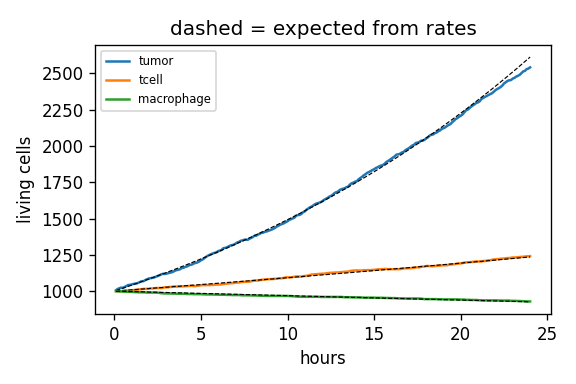 dashed = expected from rates
tumor
tcell
macrophage
living cells
2500
2250
2000
1750
1500
1250
1000
0 5 10 15 20 25
hours